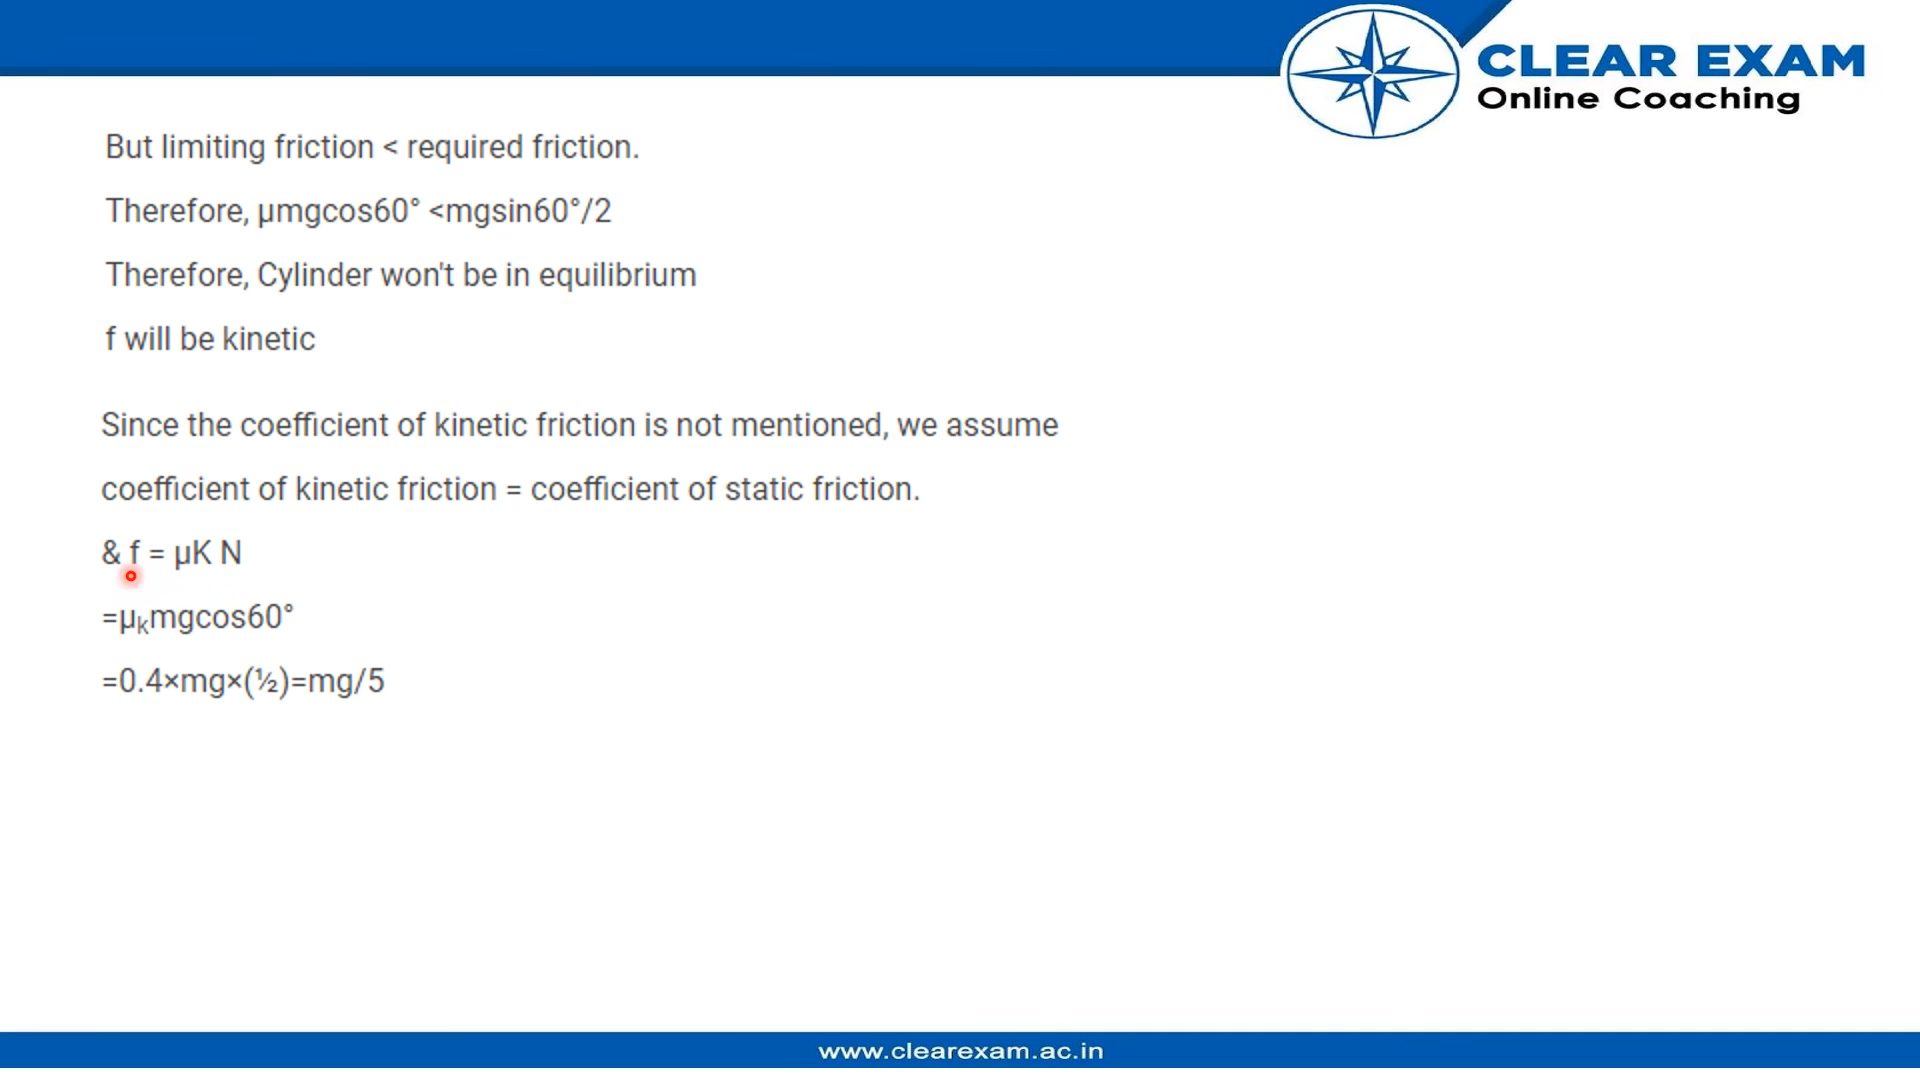 CLEAR EXAM
Online Coaching
But limiting friction < required friction.
Therefore, μmgcos60° <mgsin60°/2
Therefore, Cylinder won't be in equilibrium
f will be kinetic
Since the coefficient of kinetic friction is not mentioned, we assume
coefficient of kinetic friction = coefficient of static friction.
& f = μK N
=μₖmgcos60°
=0.4×mg×(½)=mg/5
www.clearexam.ac.in